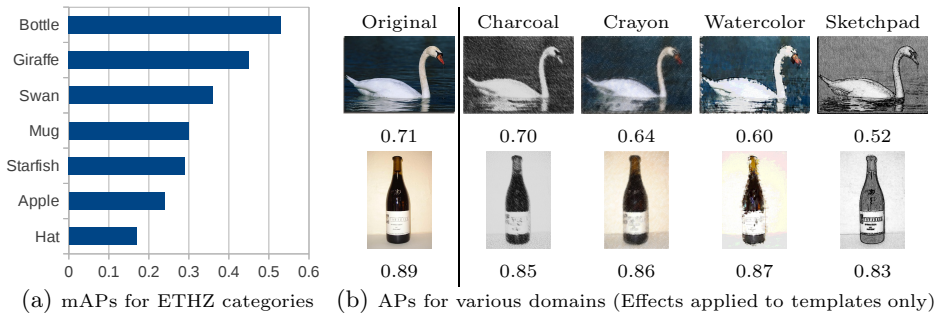 Bottle
Giraffe
Swan
Mug
Starfish
Apple
Hat
0 0.1 0.2 0.3 0.4 0.5 0.6
(a) mAPs for ETHZ categories
Original Charcoal Crayon Watercolor Sketchpad
0.71 0.70 0.64 0.60 0.52
0.89 0.85 0.86 0.87 0.83
(b) APs for various domains (Effects applied to templates only)